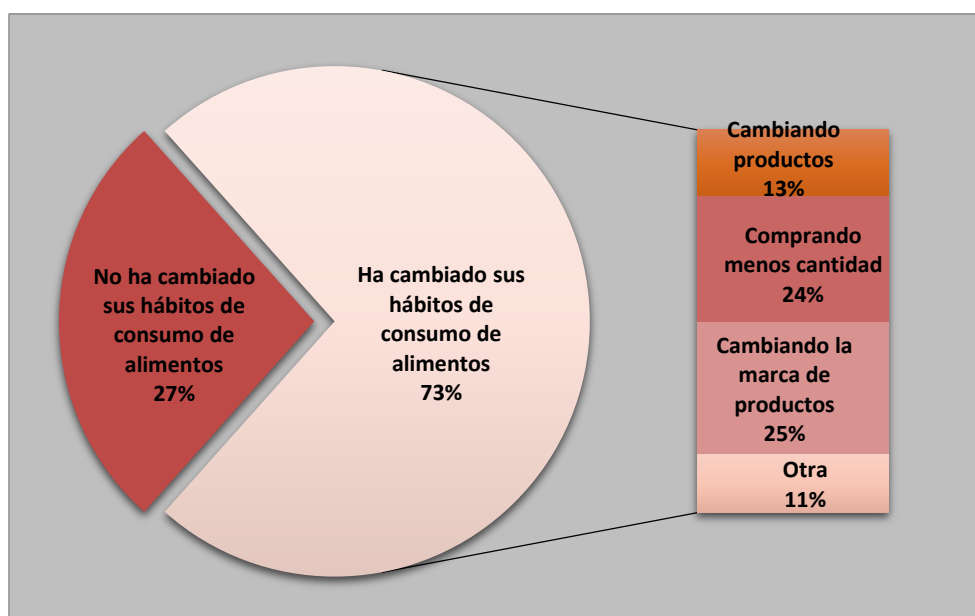 No ha cambiado
sus hábitos de
consumo de
alimentos
27%
Ha cambiado sus
hábitos de
consumo de
alimentos
73%
Cambiando
productos
13%
Comprando
menos cantidad
24%
Cambiando la
marca de
productos
25%
Otra
11%